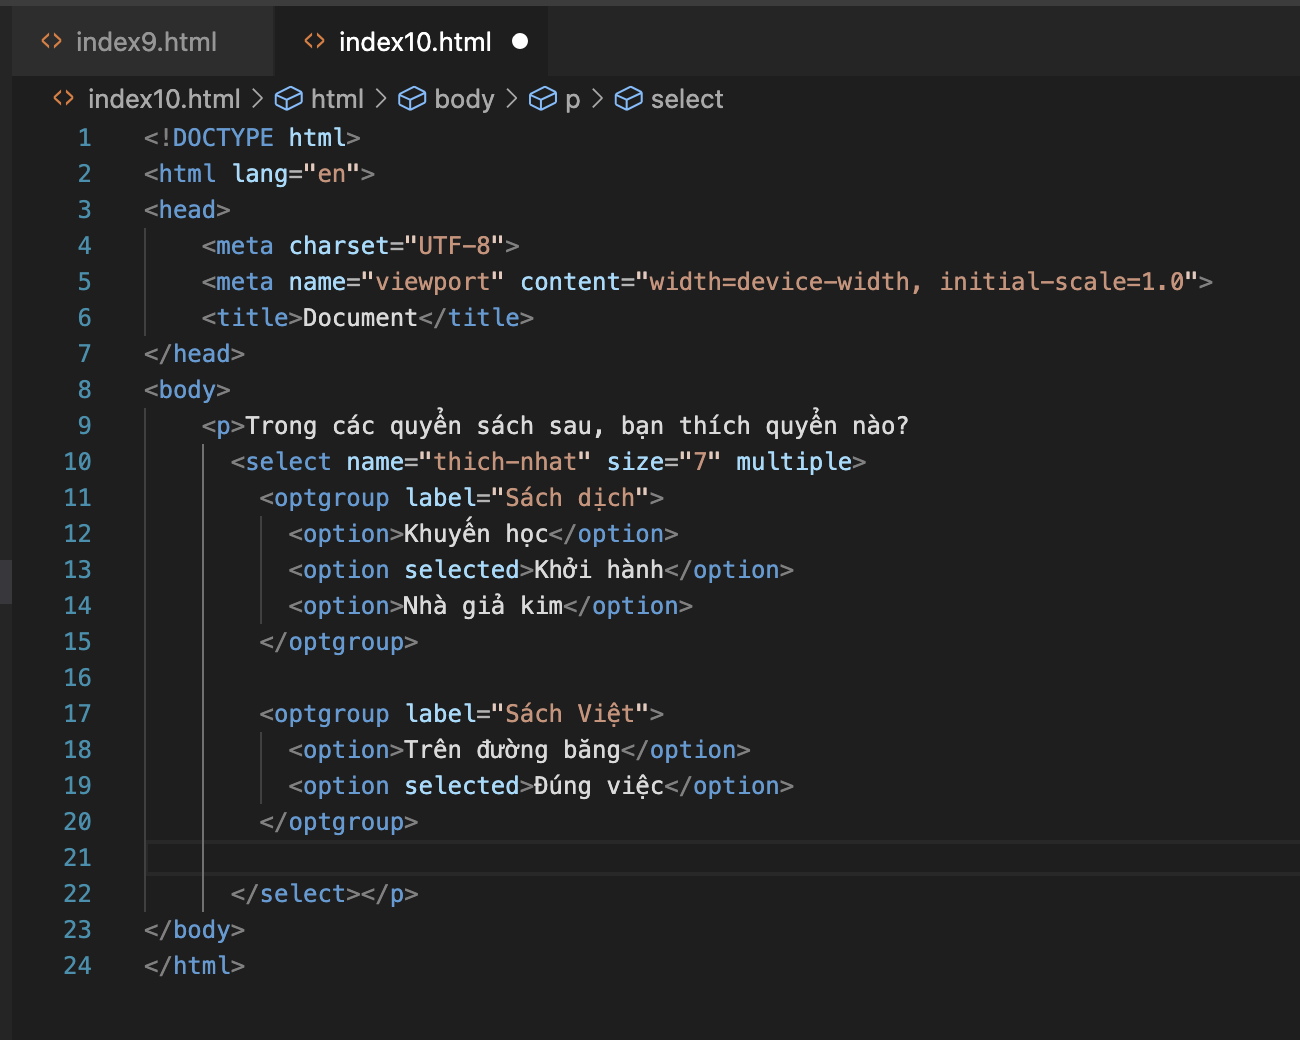 index9.html
index10.html
index10.html > html > body > p > select
1 <!DOCTYPE html>
2 <html lang="en">
3 <head>
4     <meta charset="UTF-8">
5     <meta name="viewport" content="width=device-width, initial-scale=1.0">
6     <title>Document</title>
7 </head>
8 <body>
9     <p>Trong các quyển sách sau, bạn thích quyển nào?
10       <select name="thich-nhat" size="7" multiple>
11         <optgroup label="Sách dịch">
12           <option>Khuyến học</option>
13           <option selected>Khởi hành</option>
14           <option>Nhà giả kim</option>
15         </optgroup>
16
17         <optgroup label="Sách Việt">
18           <option>Trên đường băng</option>
19           <option selected>Đúng việc</option>
20         </optgroup>
21
22       </select></p>
23 </body>
24 </html>